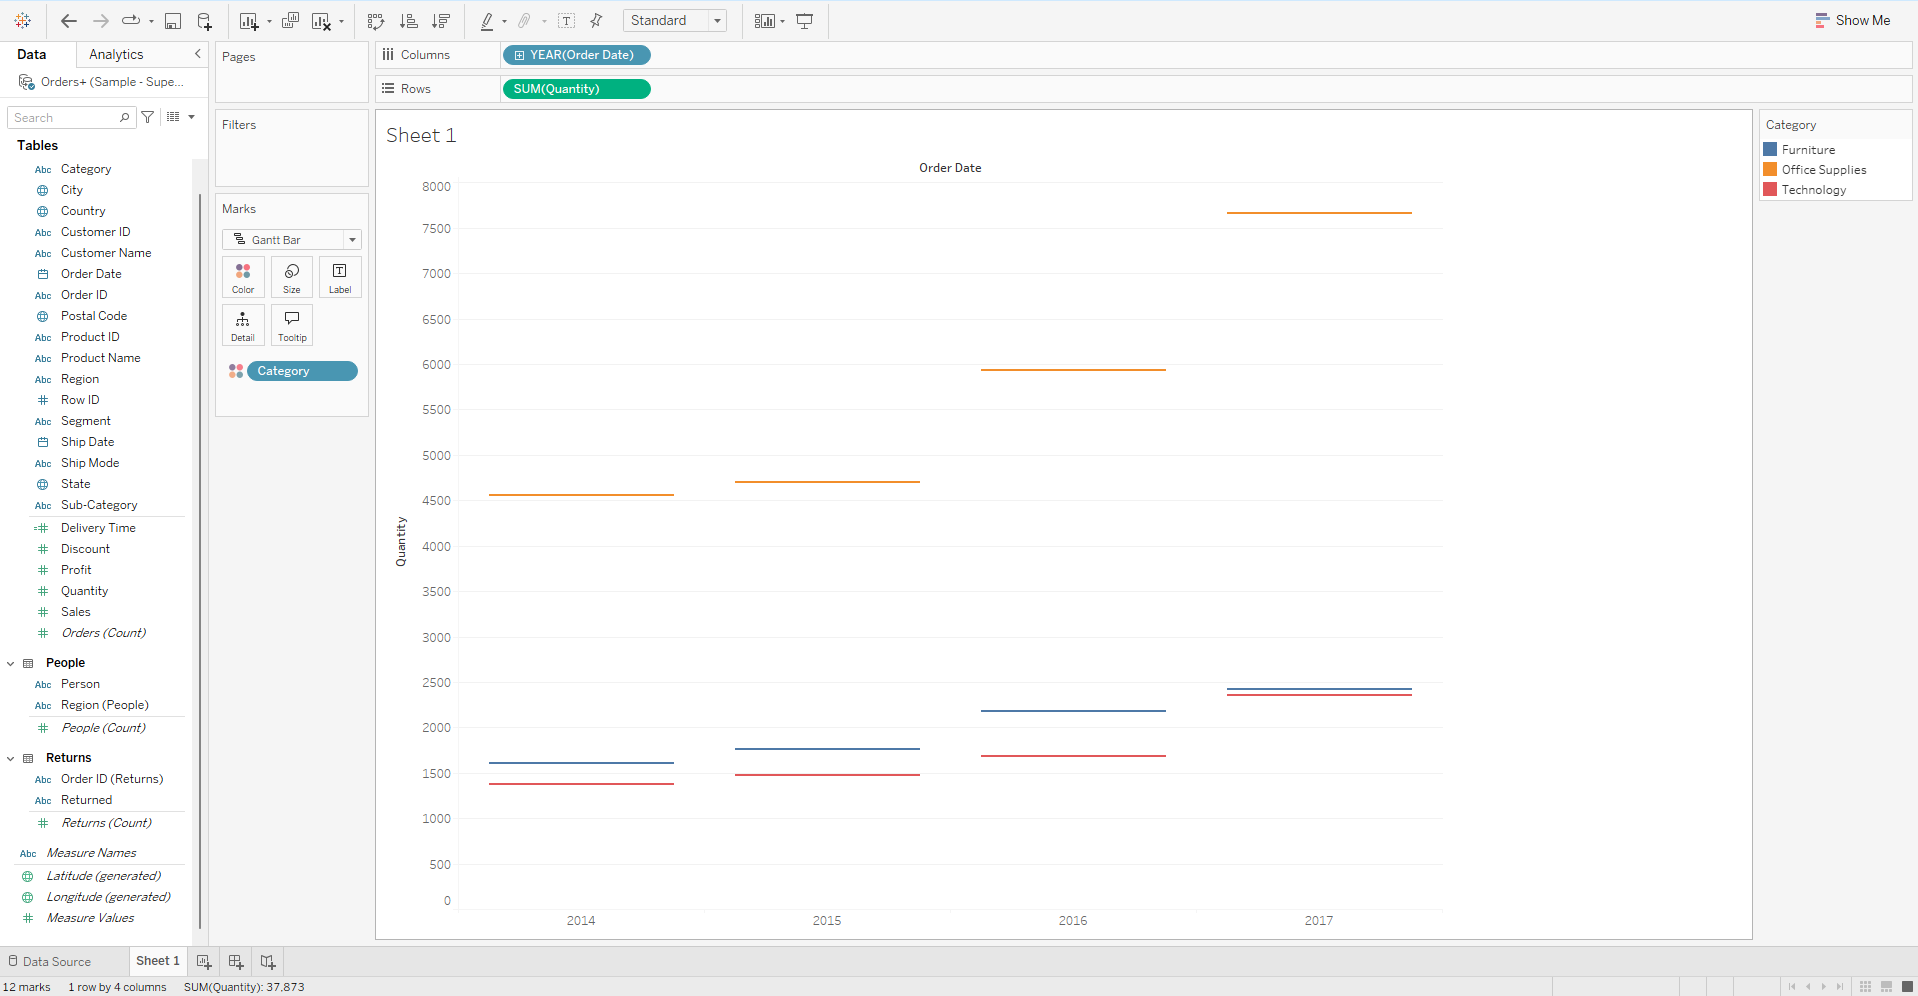 Standard
Show Me
Data
Analytics
Orders+ (Sample - Supe...
Search
Tables
Abc Category
City
Country
Abc Customer ID
Abc Customer Name
Order Date
Abc Order ID
Postal Code
Abc Product ID
Abc Product Name
Abc Region
# Row ID
Abc Segment
Ship Date
Abc Ship Mode
State
Abc Sub-Category
=# Delivery Time
# Discount
# Profit
# Quantity
# Sales
# Orders (Count)
People
Abc Person
Abc Region (People)
# People (Count)
Returns
Abc Order ID (Returns)
Abc Returned
# Returns (Count)
Abc Measure Names
Latitude (generated)
Longitude (generated)
# Measure Values
Pages
Filters
Marks
Gantt Bar
Color
Size
Label
Detail
Tooltip
Category
Columns
YEAR(Order Date)
Rows
SUM(Quantity)
Sheet 1
Order Date
Quantity
8000
7500
7000
6500
6000
5500
5000
4500
4000
3500
3000
2500
2000
1500
1000
500
0
2014
2015
2016
2017
Category
Furniture
Office Supplies
Technology
Data Source
Sheet 1
12 marks
1 row by 4 columns
SUM(Quantity): 37,873